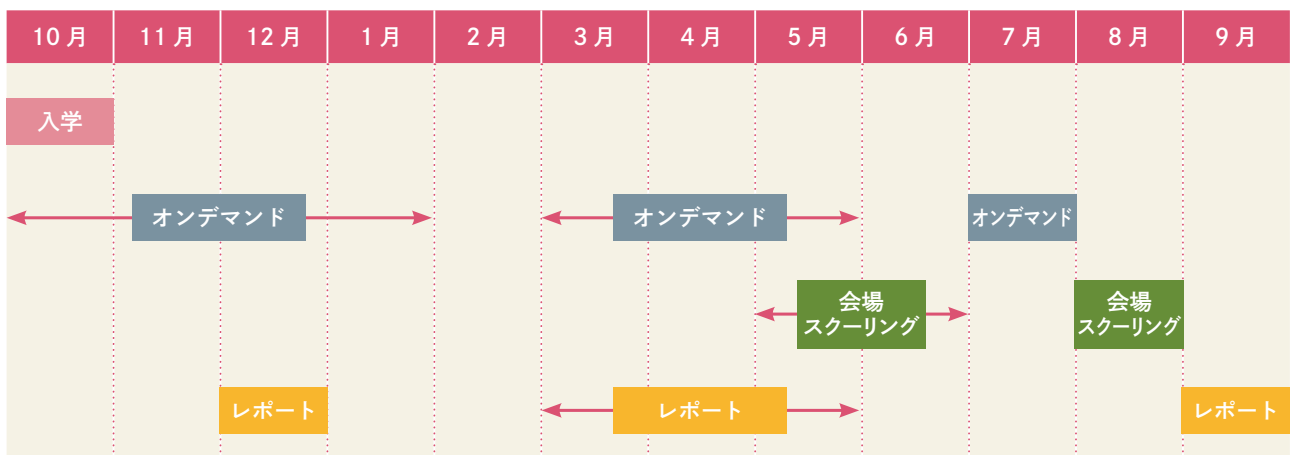 10月 11月 12月 1月 2月 3月 4月 5月 6月 7月 8月 9月
入学
オンデマンド オンデマンド オンデマンド
会場 会場
スクーリング スクーリング
レポート レポート レポート